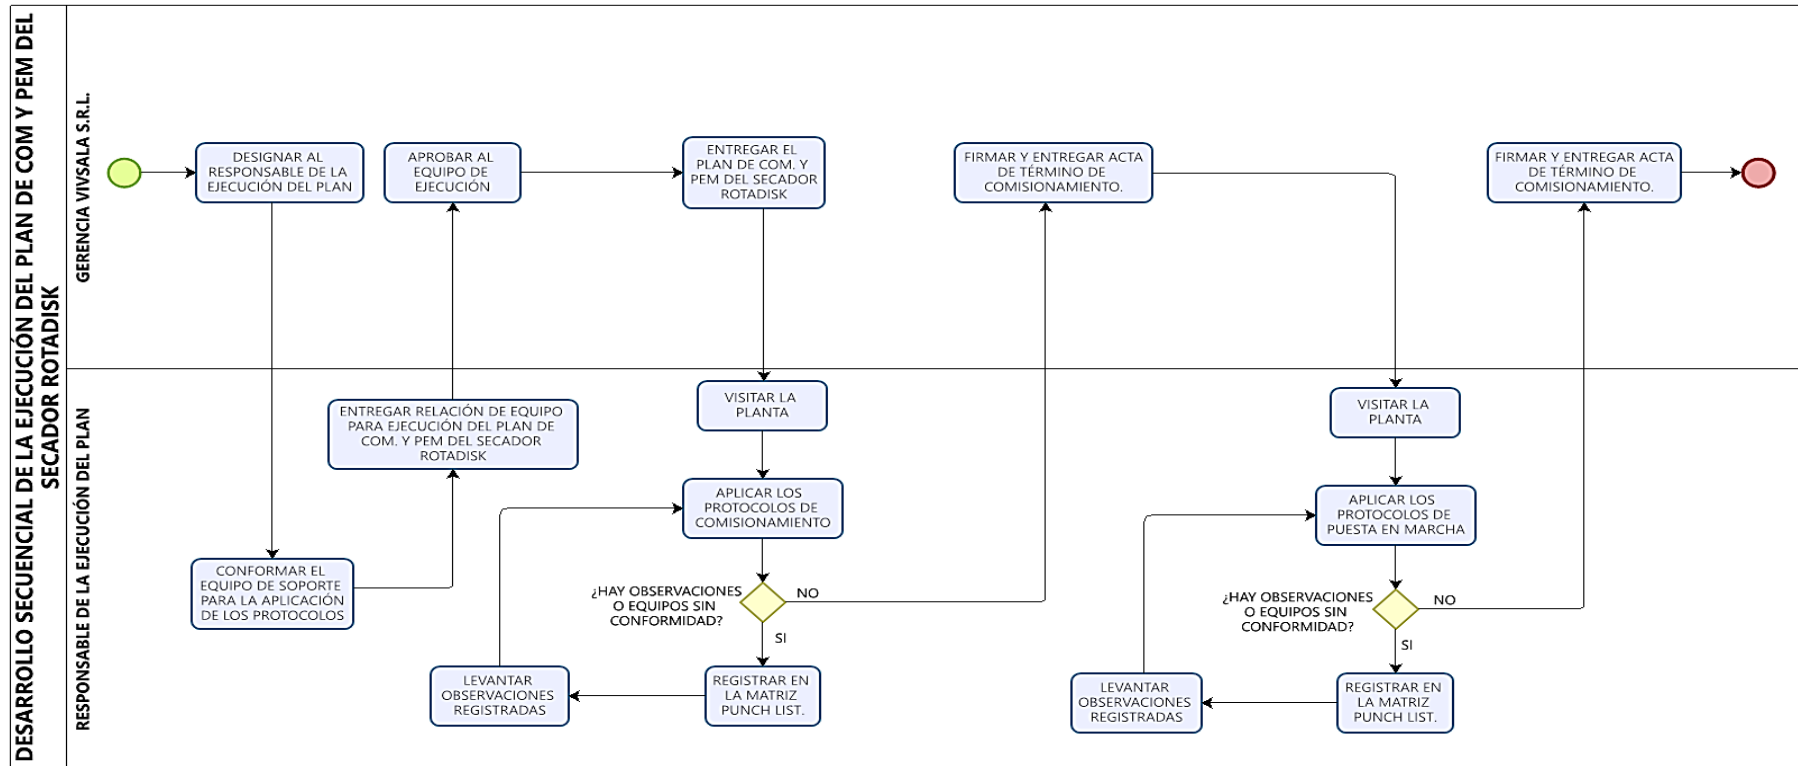 DESARROLLO SECUENCIAL DE LA EJECUCIÓN DEL PLAN DE COM Y PEM DEL
SECADOR ROTADISK
GERENCIA VIVSALA S.R.L.
DESIGNAR AL
RESPONSABLE DE LA
EJECUCIÓN DEL PLAN
APROBAR AL
EQUIPO DE
EJECUCIÓN
ENTREGAR EL
PLAN DE COM. Y
PEM DEL SECADOR
ROTADISK
FIRMAR Y ENTREGAR ACTA
DE TÉRMINO DE
COMISIONAMIENTO.
FIRMAR Y ENTREGAR ACTA
DE TÉRMINO DE
COMISIONAMIENTO.
RESPONSABLE DE LA EJECUCIÓN DEL PLAN
CONFORMAR EL
EQUIPO DE SOPORTE
PARA LA APLICACIÓN
DE LOS PROTOCOLOS
ENTREGAR RELACIÓN DE EQUIPO
PARA EJECUCIÓN DEL PLAN DE
COM. Y PEM DEL SECADOR
ROTADISK
VISITAR LA
PLANTA
APLICAR LOS
PROTOCOLOS DE
COMISIONAMIENTO
¿HAY OBSERVACIONES
O EQUIPOS SIN
CONFORMIDAD?
NO
SI
REGISTRAR EN
LA MATRIZ
PUNCH LIST.
LEVANTAR
OBSERVACIONES
REGISTRADAS
VISITAR LA
PLANTA
APLICAR LOS
PROTOCOLOS DE
PUESTA EN MARCHA
¿HAY OBSERVACIONES
O EQUIPOS SIN
CONFORMIDAD?
NO
SI
REGISTRAR EN
LA MATRIZ
PUNCH LIST.
LEVANTAR
OBSERVACIONES
REGISTRADAS